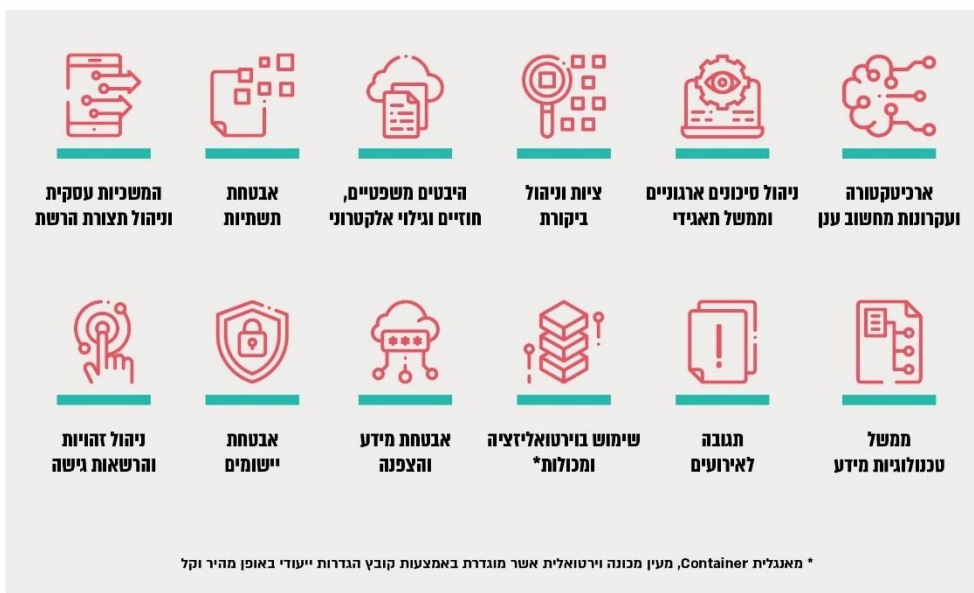 ארכיטקטורה
ועקרונות מחשוב ענן
ניהול סיכונים ארגוניים
וממשל תאגידי
ציות וניהול
ביקורת
היבטים משפטיים,
חוזיים וגילוי אלקטרוני
אבטחת
תשתיות
המשכיות עסקית
וניהול תצורת הרשת
ממשל
טכנולוגיות מידע
תגובה
לאירועים
שימוש בוירטואליזציה
ומכולות*
אבטחת מידע
והצפנה
אבטחת
יישומים
ניהול זהויות
והרשאות גישה
* מאנגלית Container, מעין מכונה וירטואלית אשר מוגדרת באמצעות קובץ הגדרות ייעודי באופן מהיר וקל